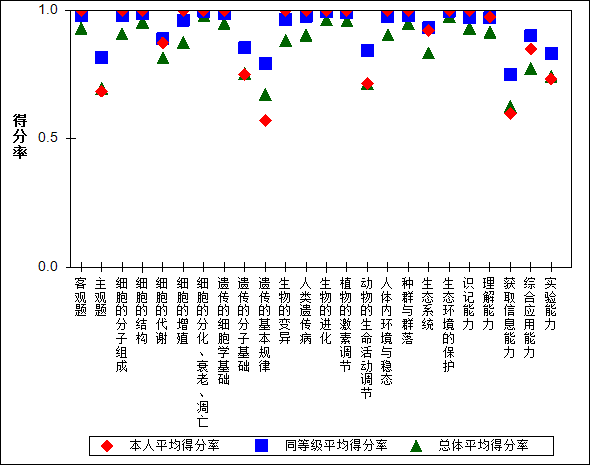 1.0
0.5
0.0
得分率
客观题
主观题
细胞的分子组成
细胞的结构
细胞的代谢
细胞的增殖
细胞的分化、衰老、凋亡
遗传的细胞学基础
遗传的分子基础
遗传的基本规律
生物的变异
人类遗传病
生物的进化
植物的激素调节
动物的生命活动调节
人体内环境与稳态
种群与群落
生态系统
生态环境的保护
识记能力
理解能力
获取信息能力
综合应用能力
实验能力
本人平均得分率 同等级平均得分率 总体平均得分率